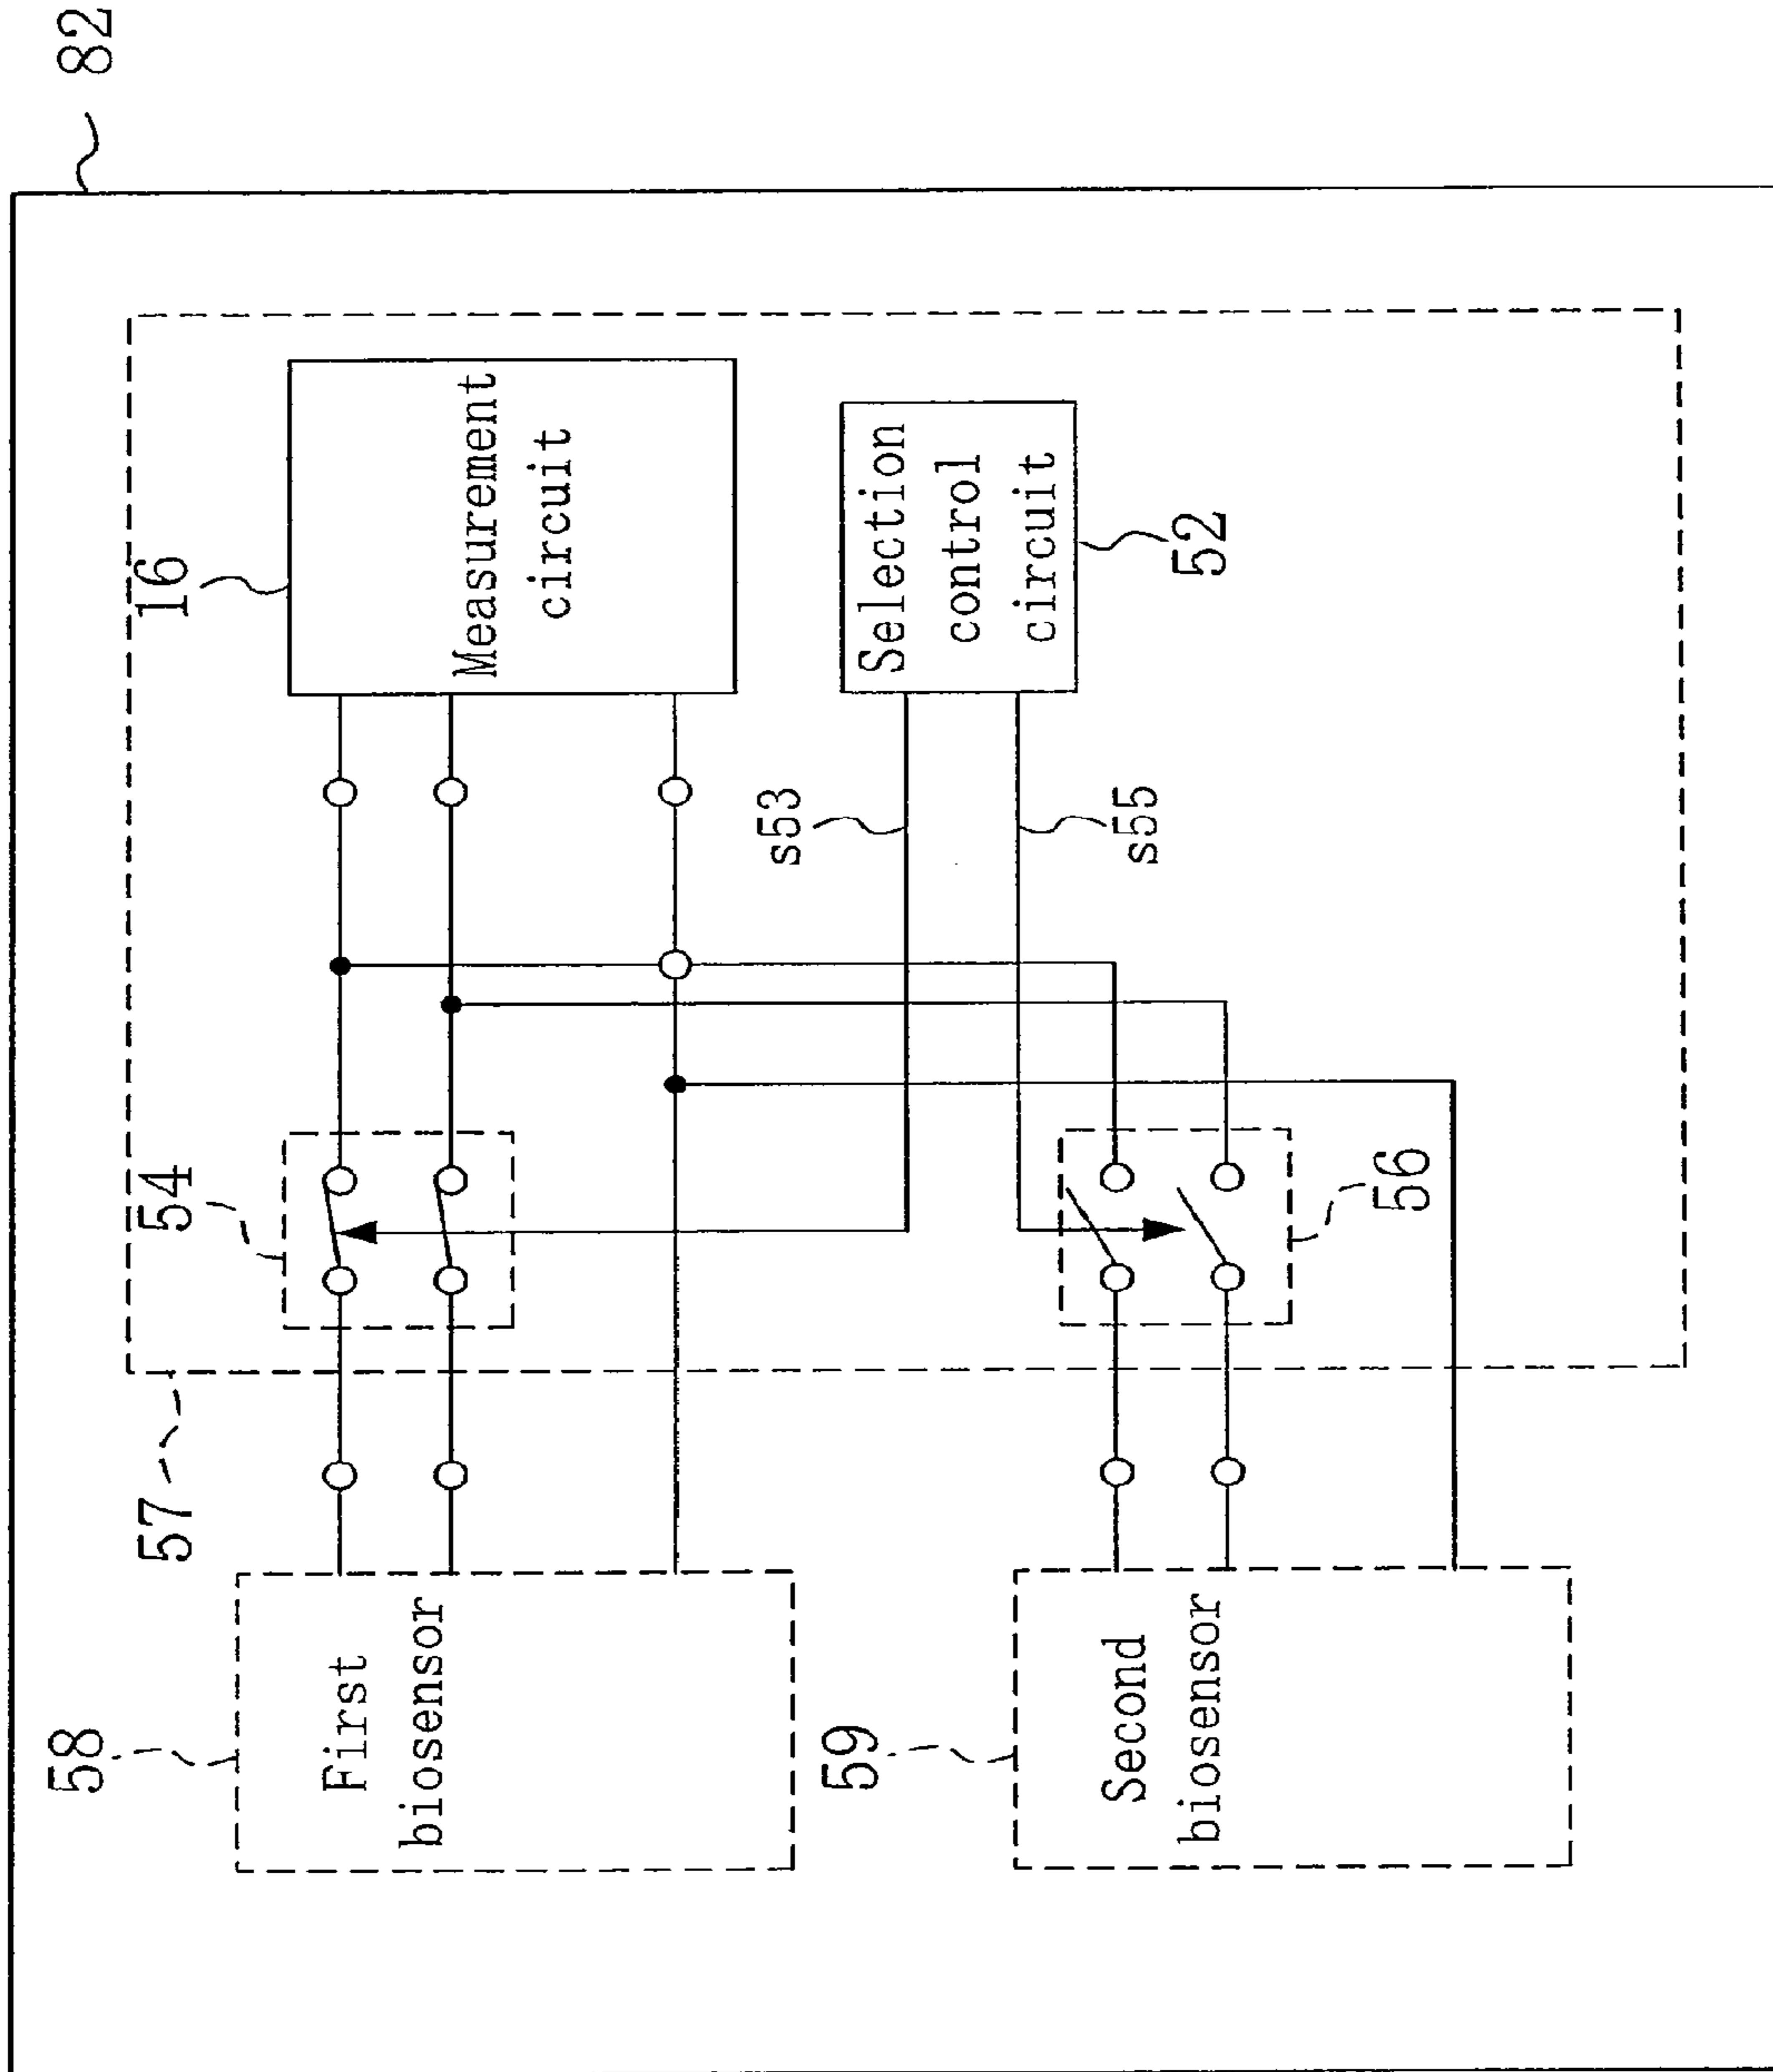 82
57
54
16
Measurement
circuit
58
First
biosensor
s53
Selection
control
circuit
s55
52
59
Second
biosensor
56